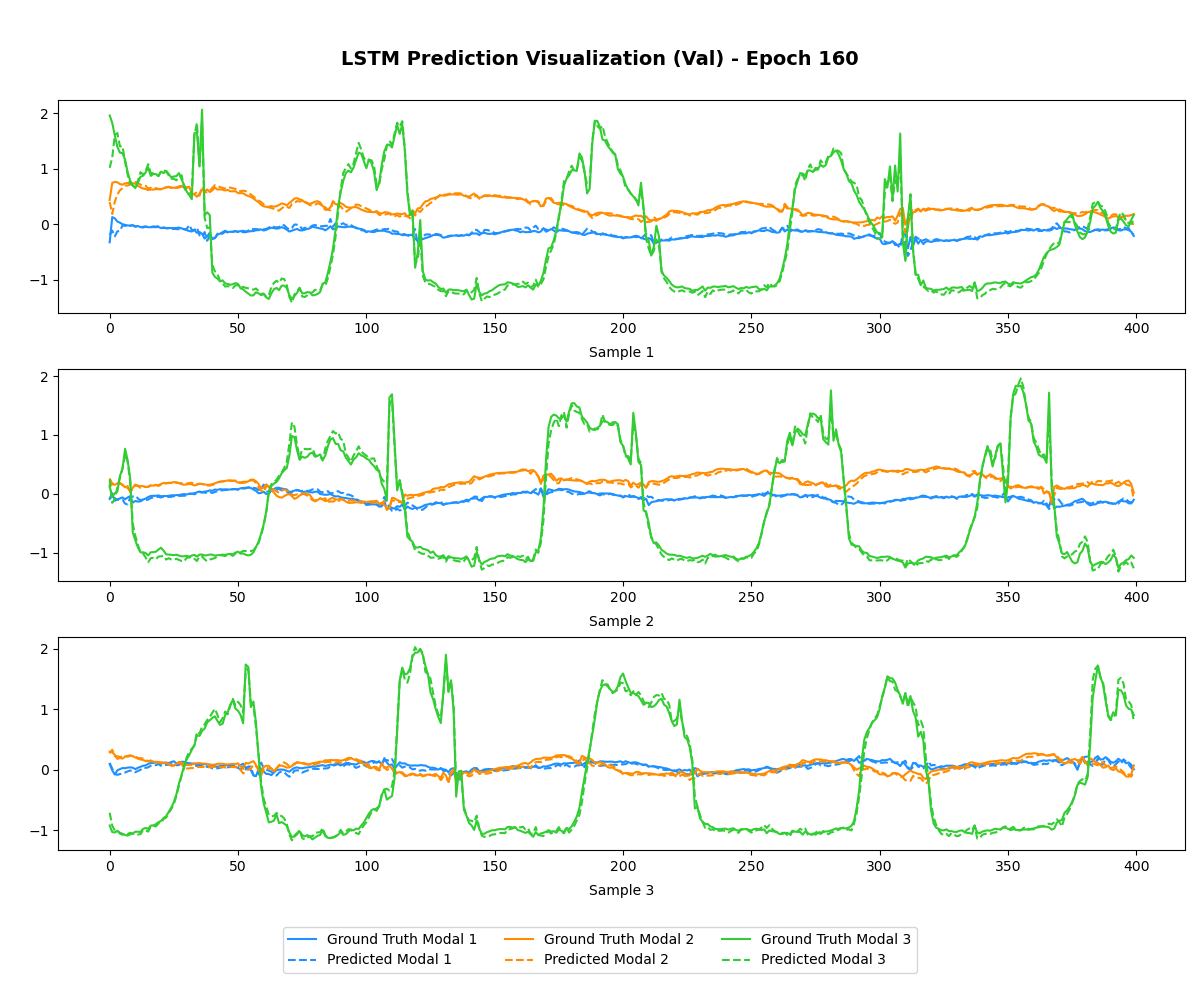 LSTM Prediction Visualization (Val) - Epoch 160
2
1
0
−1
0 50 100 150 200 250 300 350 400
Sample 1
2
1
0
−1
0 50 100 150 200 250 300 350 400
Sample 2
2
1
0
−1
0 50 100 150 200 250 300 350 400
Sample 3
Ground Truth Modal 1 Ground Truth Modal 2 Ground Truth Modal 3
Predicted Modal 1 Predicted Modal 2 Predicted Modal 3